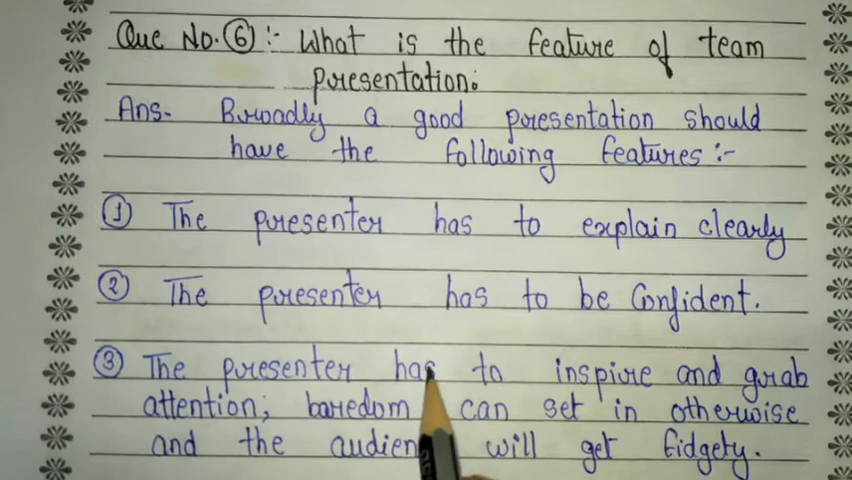 Que No. ⑥:- What is the feature of team
presentation.
Ans- Broadly a good presentation should
have the following features:-
① The presenter has to explain clearly
② The presenter has to be Confident.
③ The presenter has to inspire and grab
attention; baredom can set in otherwise
and the audien will get fidgety.